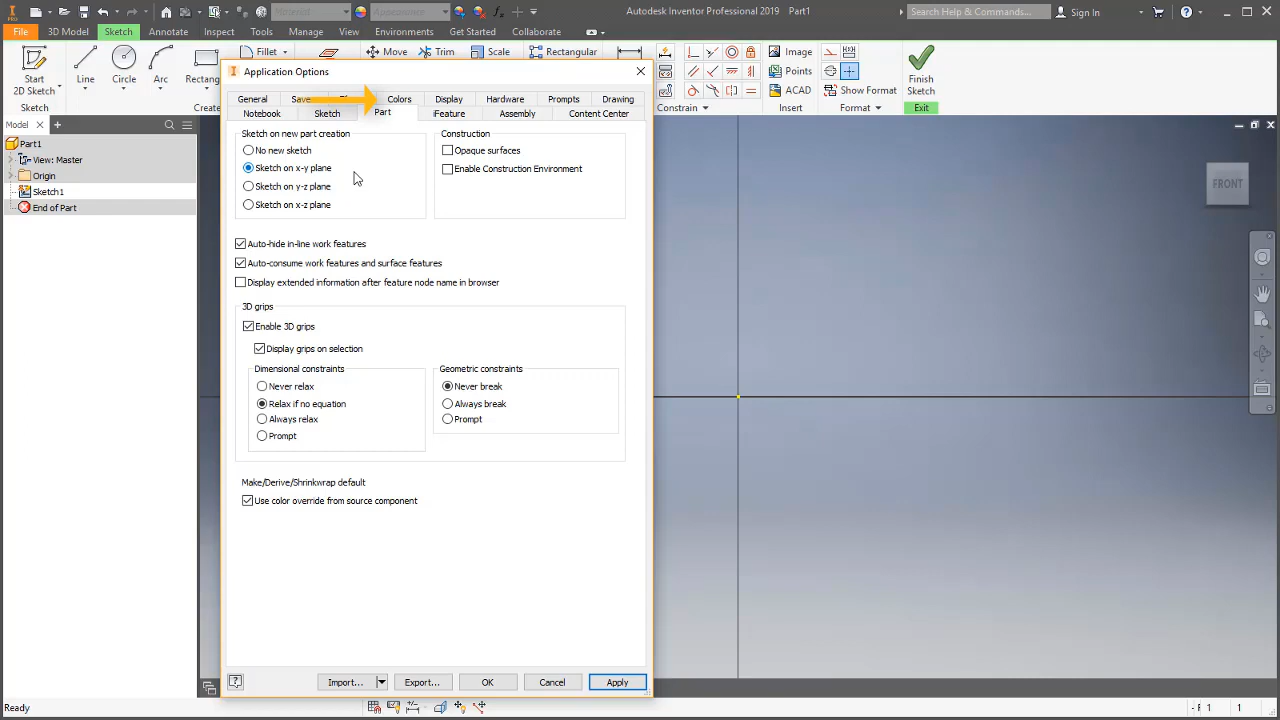 Material
Appearance
Autodesk Inventor Professional 2019 Part1
Search Help & Commands...
Sign In
PRO
File
3D Model
Sketch
Annotate
Inspect
Tools
Manage
View
Environments
Get Started
Collaborate
Start
2D Sketch
Line
Circle
Arc
Rectang
Fillet
Move
Trim
Scale
Rectangular
Image
Points
ACAD
Show Format
Finish
Sketch
Sketch
Constrain
Format
Exit
Model
Part1
View: Master
Origin
Sketch1
End of Part
Application Options
General
Save
Colors
Display
Hardware
Prompts
Drawing
Notebook
Sketch
Part
iFeature
Assembly
Content Center
Sketch on new part creation
No new sketch
Sketch on x-y plane
Sketch on y-z plane
Sketch on x-z plane
Construction
Opaque surfaces
Enable Construction Environment
Auto-hide in-line work features
Auto-consume work features and surface features
Display extended information after feature node name in browser
3D grips
Enable 3D grips
Display grips on selection
Dimensional constraints
Never relax
Relax if no equation
Always relax
Prompt
Geometric constraints
Never break
Always break
Prompt
Make/Derive/Shrinkwrap default
Use color override from source component
Import...
Export...
OK
Cancel
Apply
FRONT
Ready
1
1